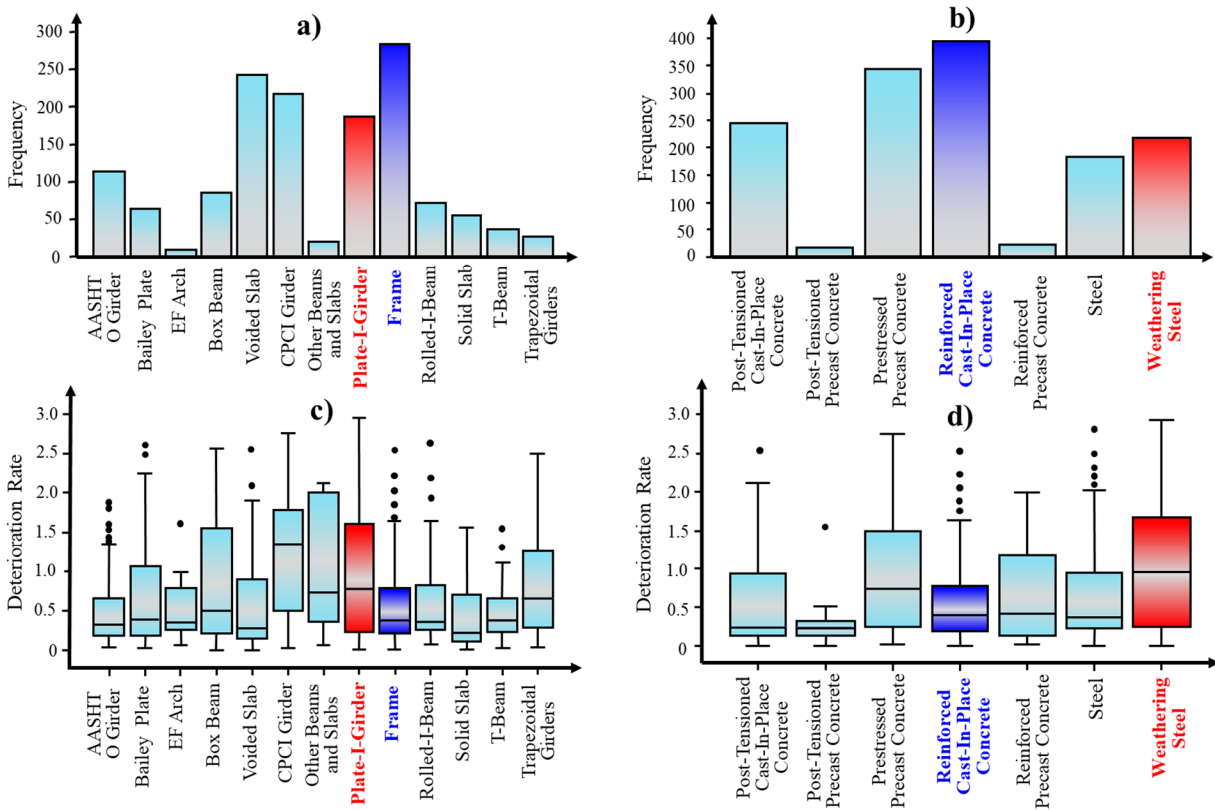 a)
Frequency
300
250
200
150
100
50
0
AASHT
O Girder
Bailey Plate
EF Arch
Box Beam
Voided Slab
CPCI Girder
Other Beams
and Slabs
Plate-I-Girder
Frame
Rolled-I-Beam
Solid Slab
T-Beam
Trapezoidal
Girders
b)
Frequency
400
350
300
250
200
150
100
50
0
Post-Tensioned
Cast-In-Place
Concrete
Post-Tensioned
Precast Concrete
Prestressed
Precast Concrete
Reinforced
Cast-In-Place
Concrete
Reinforced
Precast Concrete
Steel
Weathering
Steel
c)
Deterioration Rate
3.0
2.0
1.5
1.0
0.5
0
AASHT
O Girder
Bailey Plate
EF Arch
Box Beam
Voided Slab
CPCI Girder
Other Beams
and Slabs
Plate-I-Girder
Frame
Rolled-I-Beam
Solid Slab
T-Beam
Trapezoidal
Girders
d)
Deterioration Rate
3.0
2.0
1.5
1.0
0.5
0
Post-Tensioned
Cast-In-Place
Concrete
Post-Tensioned
Precast Concrete
Prestressed
Precast Concrete
Reinforced
Cast-In-Place
Concrete
Reinforced
Precast Concrete
Steel
Weathering
Steel